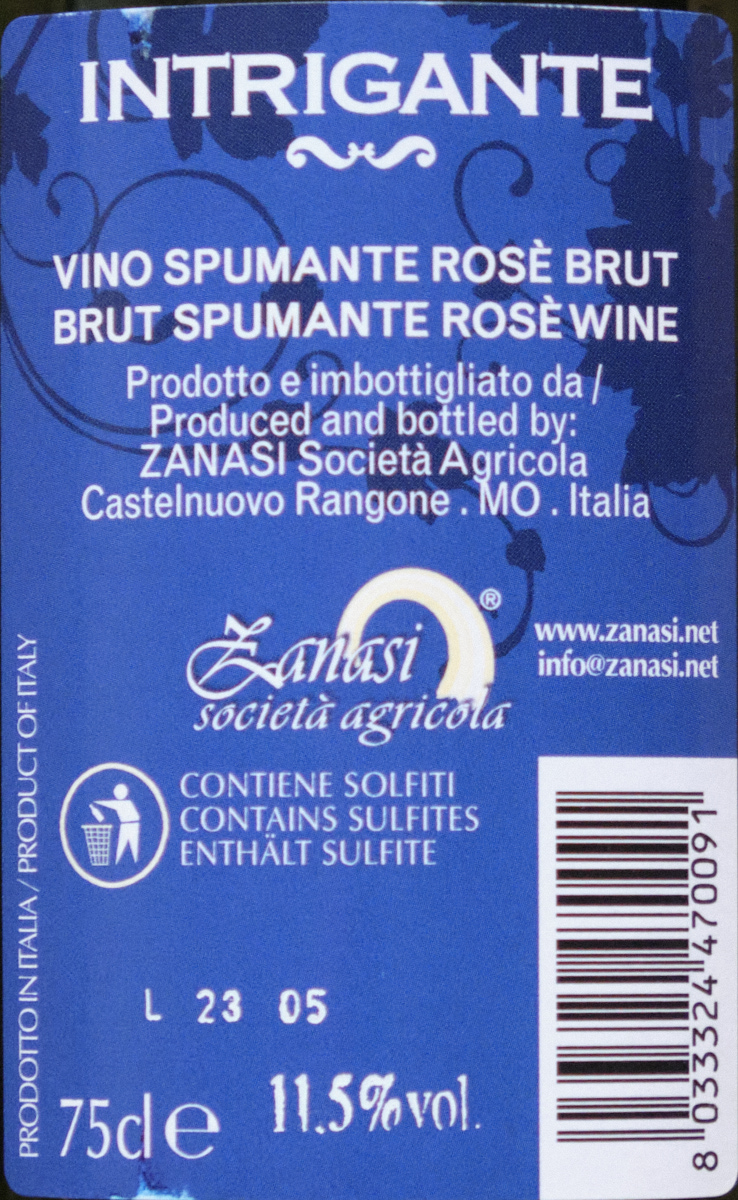 INTRIGANTE
VINO SPUMANTE ROSÈ BRUT
BRUT SPUMANTE ROSÈ WINE
Prodotto e imbottigliato da /
Produced and bottled by:
ZANASI Società Agricola
Castelnuovo Rangone . MO . Italia
Zanasi ®
società agricola
www.zanasi.net
info@zanasi.net
CONTIENE SOLFITI
CONTAINS SULFITES
ENTHÄLT SULFITE
PRODOTTO IN ITALIA / PRODUCT OF ITALY
L 23 05
75cl e
11.5%vol.
8 033324 470091